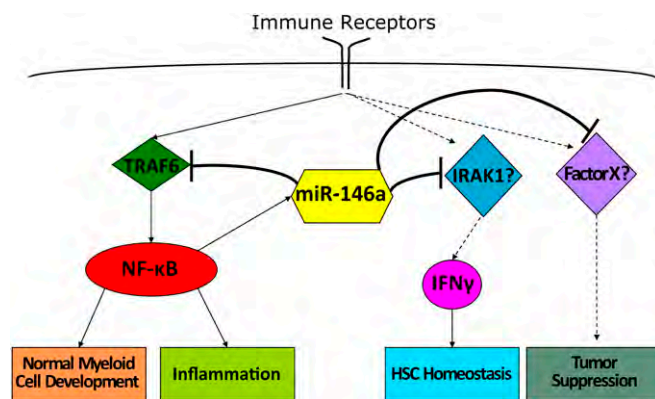 Immune Receptors
TRAF6
miR-146a
IRAK1?
FactorX?
NF-κB
IFNγ
Normal Myeloid
Cell Development
Inflammation
HSC Homeostasis
Tumor
Suppression